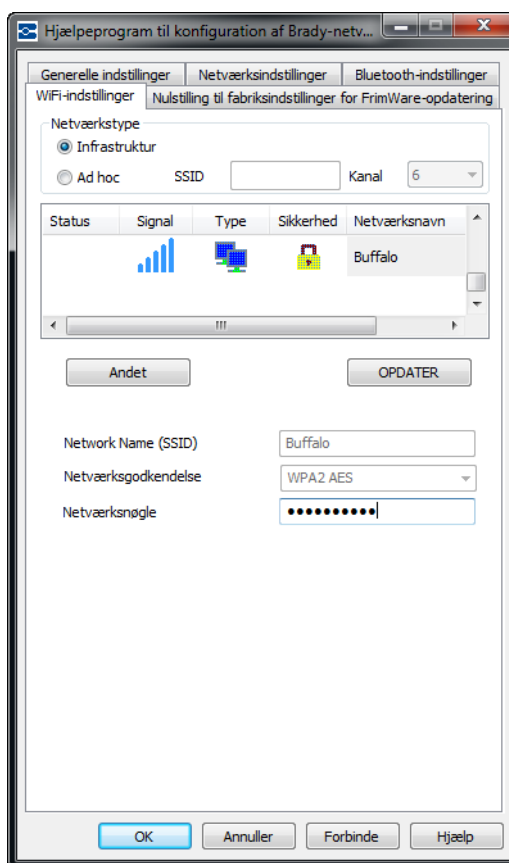 Hjælpeprogram til konfiguration af Brady-netv...
Generelle indstillinger Netværksindstillinger Bluetooth-indstillinger
WiFi-indstillinger Nulstiling til fabriksindstillinger for FrimWare-opdatering
Netværkstype
Infrastruktur
Ad hoc SSID Kanal 6
Status Signal Type Sikkerhed Netværksnavn
Buffalo
Andet OPDATER
Network Name (SSID) Buffalo
Netværksgodkendelse WPA2 AES
Netværksnøgle ●●●●●●●●●●
OK Annuller Forbinde Hjælp